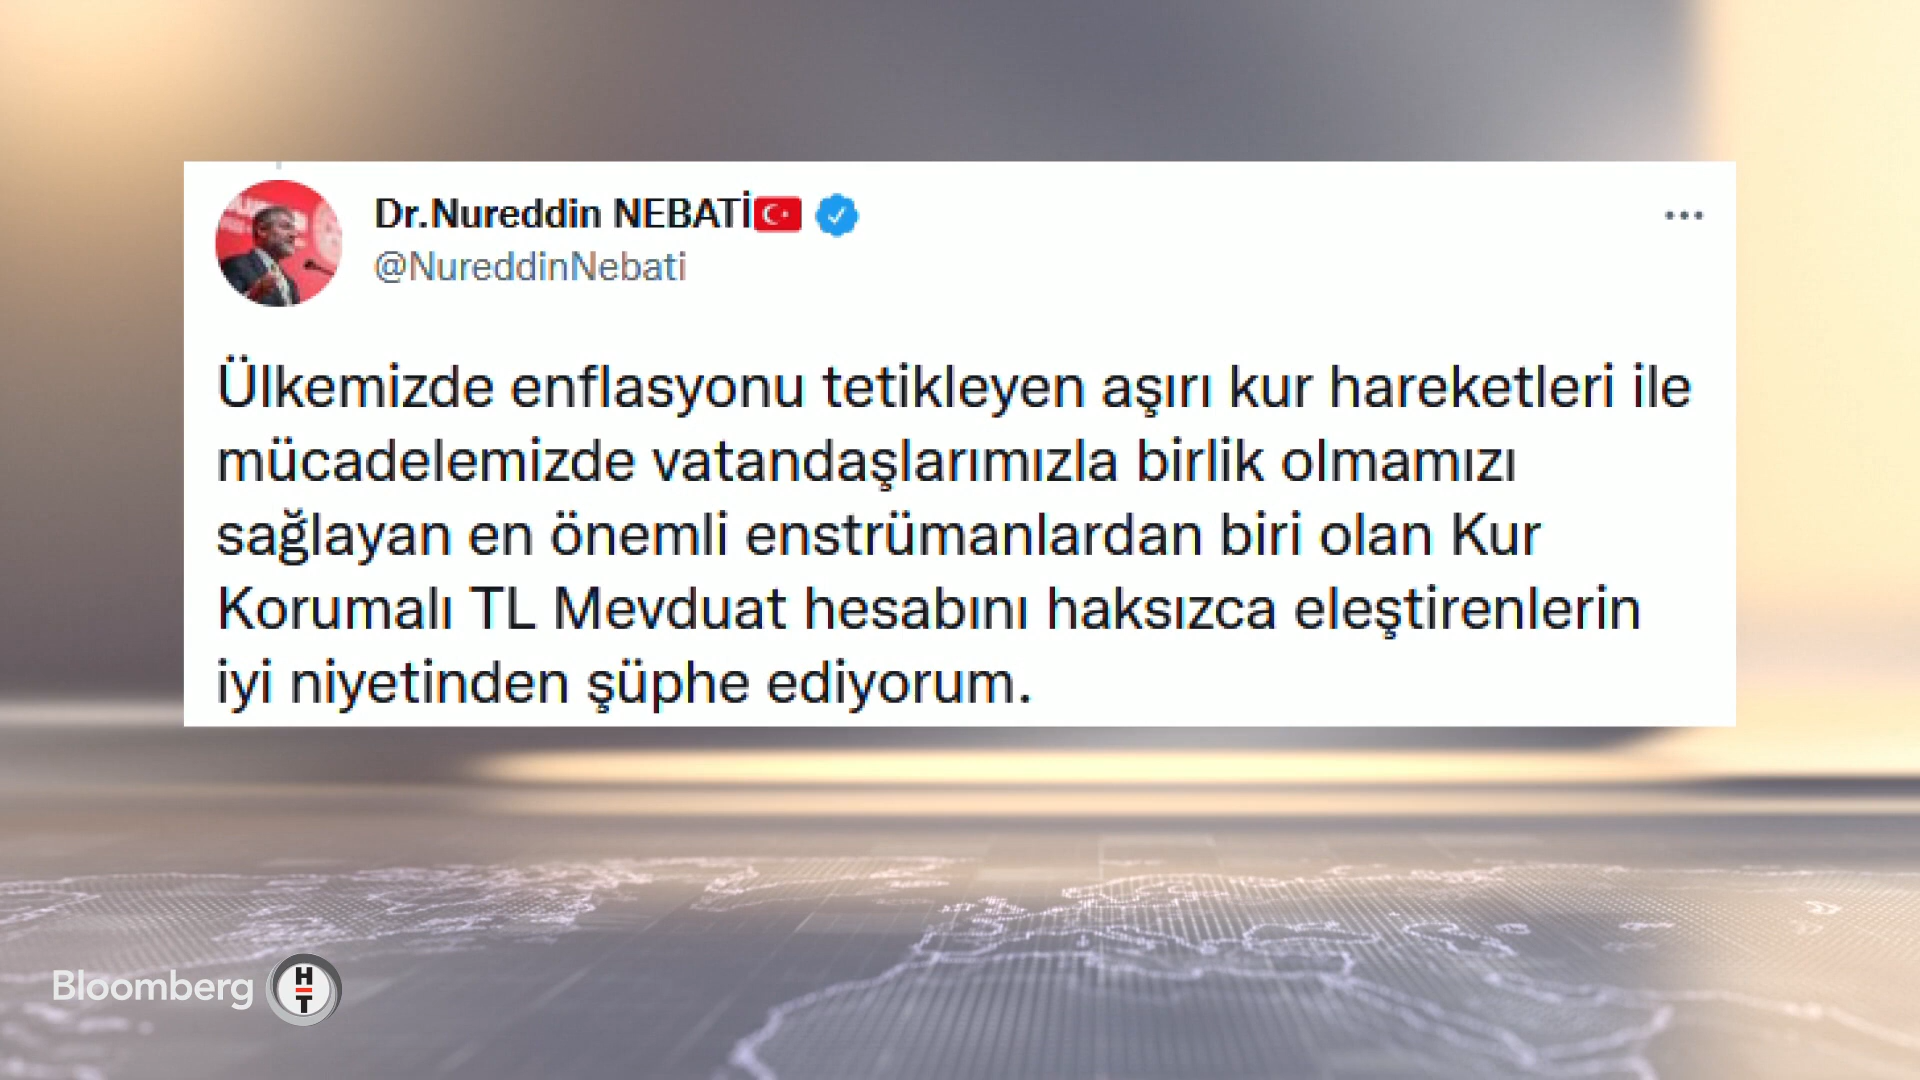 Dr.Nureddin NEBATİ
@NureddinNebati
Ülkemizde enflasyonu tetikleyen aşırı kur hareketleri ile
mücadelemizde vatandaşlarımızla birlik olmamızı
sağlayan en önemli enstrümanlardan biri olan Kur
Korumalı TL Mevduat hesabını haksızca eleştirenlerin
iyi niyetinden şüphe ediyorum.
Bloomberg HT